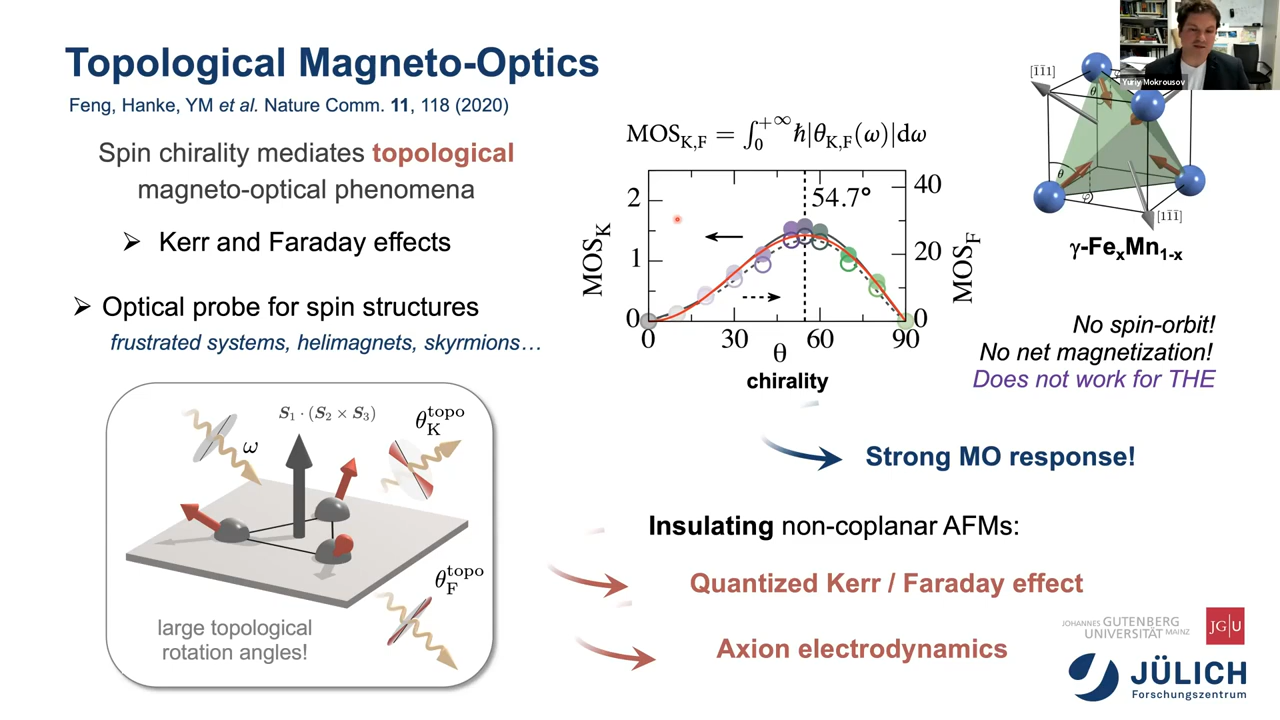 Topological Magneto-Optics
Feng, Hanke, YM et al. Nature Comm. 11, 118 (2020)
Spin chirality mediates topological
magneto-optical phenomena
➢ Kerr and Faraday effects
➢ Optical probe for spin structures
frustrated systems, helimagnets, skyrmions…
S₁ · (S₂ × S₃)
ω
θ_K^topo
θ_F^topo
large topological
rotation angles!
MOS_K,F = ∫₀^+∞ ħ|θ_K,F(ω)|dω
54.7°
MOS_K
2
1
0
40
20
0
MOS_F
0 30 60 90
θ
chirality
Yuriy Mokrousov
[1̄1̄1]
θ
θ
φ
[11̄1̄]
γ-FeₓMn₁₋ₓ
No spin-orbit!
No net magnetization!
Does not work for THE
Strong MO response!
Insulating non-coplanar AFMs:
Quantized Kerr / Faraday effect
Axion electrodynamics
JOHANNES GUTENBERG
UNIVERSITÄT MAINZ
JG|U
JÜLICH
Forschungszentrum